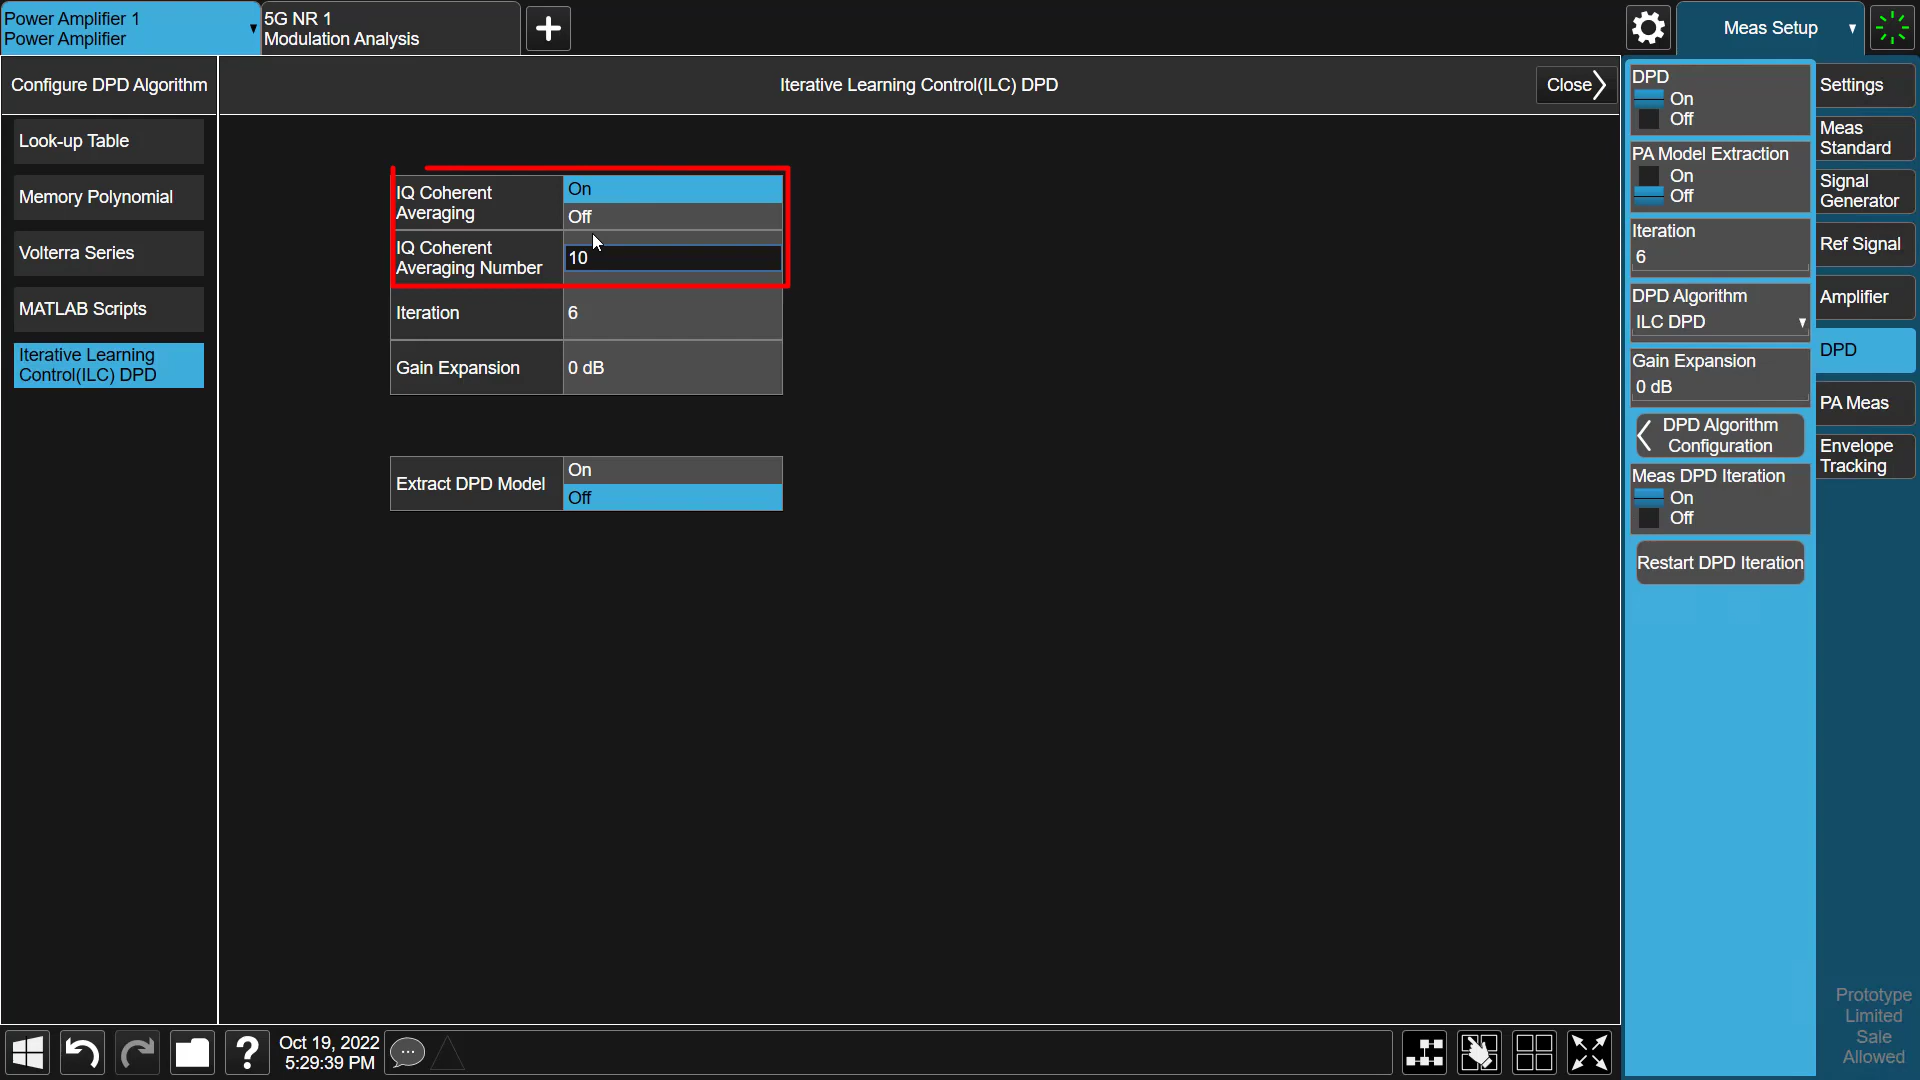 Power Amplifier 1
Power Amplifier
5G NR 1
Modulation Analysis
Meas Setup
Configure DPD Algorithm
Iterative Learning Control(ILC) DPD
Close
Look-up Table
Memory Polynomial
Volterra Series
MATLAB Scripts
Iterative Learning
Control(ILC) DPD
IQ Coherent
Averaging
On
Off
IQ Coherent
Averaging Number
10
Iteration
6
Gain Expansion
0 dB
Extract DPD Model
On
Off
DPD
On
Off
PA Model Extraction
On
Off
Iteration
6
DPD Algorithm
ILC DPD
Gain Expansion
0 dB
DPD Algorithm
Configuration
Meas DPD Iteration
On
Off
Restart DPD Iteration
Settings
Meas
Standard
Signal
Generator
Ref Signal
Amplifier
DPD
PA Meas
Envelope
Tracking
Prototype
Limited
Sale
Allowed
?
Oct 19, 2022
5:29:39 PM